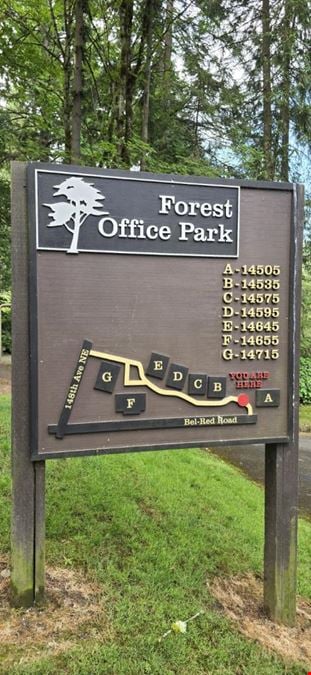 Forest
Office Park
A-14505
B-14535
C-14575
D-14595
E-14645
F-14655
G-14715
148th Ave NE
G
F
E
D
C
B
YOU ARE
HERE
A
Bel-Red Road